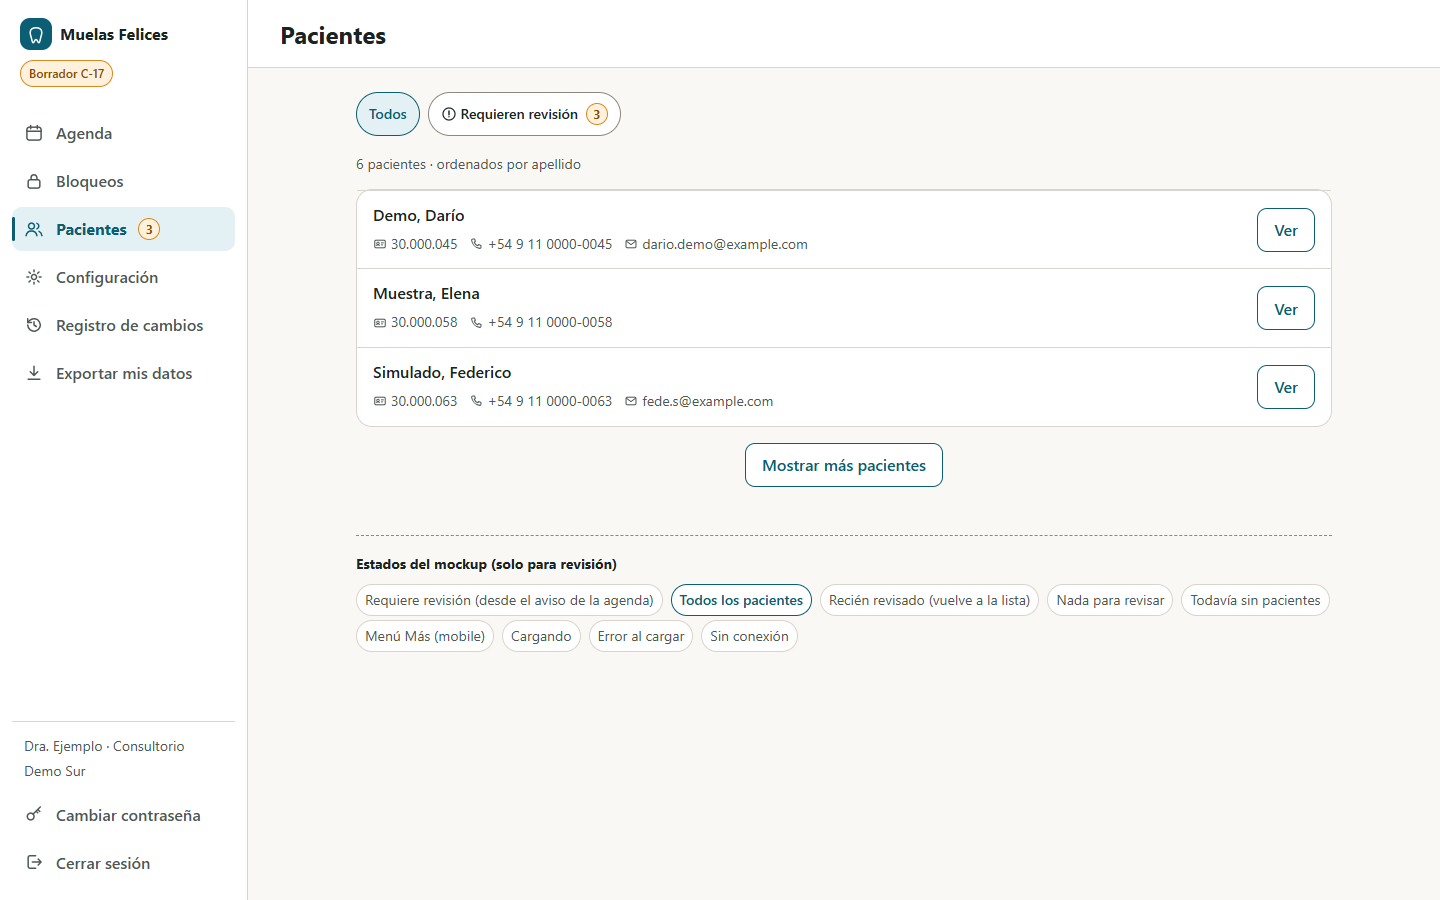 Muelas Felices
Borrador C-17
Agenda
Bloqueos
Pacientes 3
Configuración
Registro de cambios
Exportar mis datos
Dra. Ejemplo · Consultorio
Demo Sur
Cambiar contraseña
Cerrar sesión
Pacientes
Todos
Requieren revisión 3
6 pacientes · ordenados por apellido
Demo, Darío
30.000.045 +54 9 11 0000-0045 dario.demo@example.com
Ver
Muestra, Elena
30.000.058 +54 9 11 0000-0058
Ver
Simulado, Federico
30.000.063 +54 9 11 0000-0063 fede.s@example.com
Ver
Mostrar más pacientes
Estados del mockup (solo para revisión)
Requiere revisión (desde el aviso de la agenda) Todos los pacientes Recién revisado (vuelve a la lista) Nada para revisar Todavía sin pacientes
Menú Más (mobile) Cargando Error al cargar Sin conexión